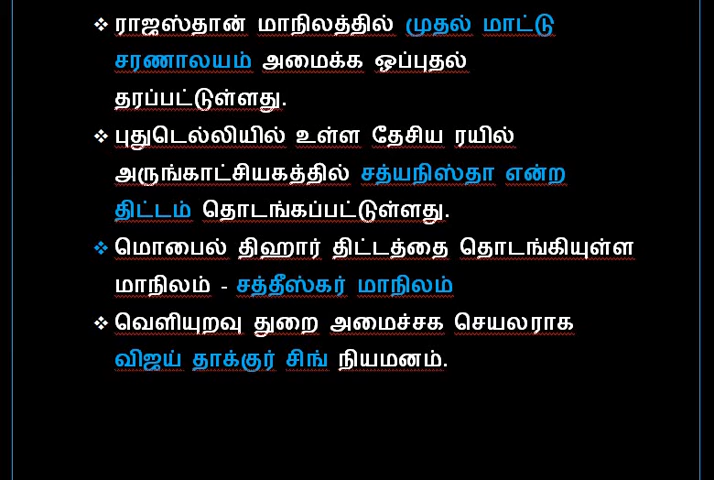 ❖ ராஜஸ்தான் மாநிலத்தில் முதல் மாட்டு
சரணாலயம் அமைக்க ஒப்புதல்
தரப்பட்டுள்ளது.
❖ புதுடெல்லியில் உள்ள தேசிய ரயில்
அருங்காட்சியகத்தில் சத்யநிஸ்தா என்ற
திட்டம் தொடங்கப்பட்டுள்ளது.
❖ மொபைல் திஹார் திட்டத்தை தொடங்கியுள்ள
மாநிலம் - சத்தீஸ்கர் மாநிலம்
❖ வெளியுறவு துறை அமைச்சக செயலராக
விஜய் தாக்குர் சிங் நியமனம்.